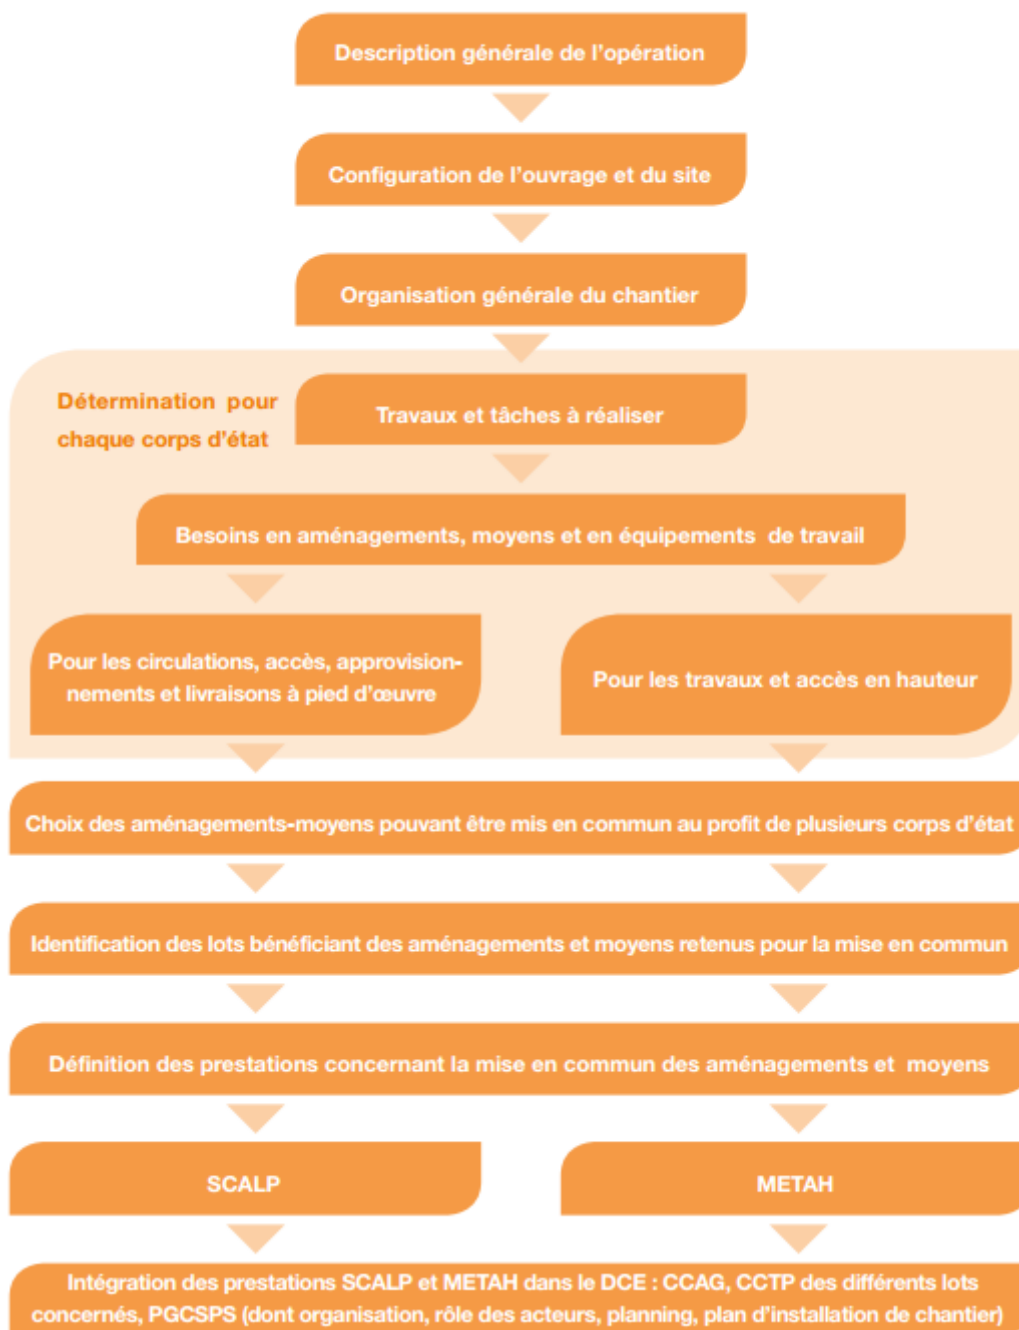 Description générale de l'opération
Configuration de l'ouvrage et du site
Organisation générale du chantier
Détermination pour
chaque corps d'état
Travaux et tâches à réaliser
Besoins en aménagements, moyens et en équipements de travail
Pour les circulations, accès, approvision-
nements et livraisons à pied d'œuvre
Pour les travaux et accès en hauteur
Choix des aménagements-moyens pouvant être mis en commun au profit de plusieurs corps d'état
Identification des lots bénéficiant des aménagements et moyens retenus pour la mise en commun
Définition des prestations concernant la mise en commun des aménagements et moyens
SCALP
METAH
Intégration des prestations SCALP et METAH dans le DCE : CCAG, CCTP des différents lots
concernés, PGCSPS (dont organisation, rôle des acteurs, planning, plan d'installation de chantier)